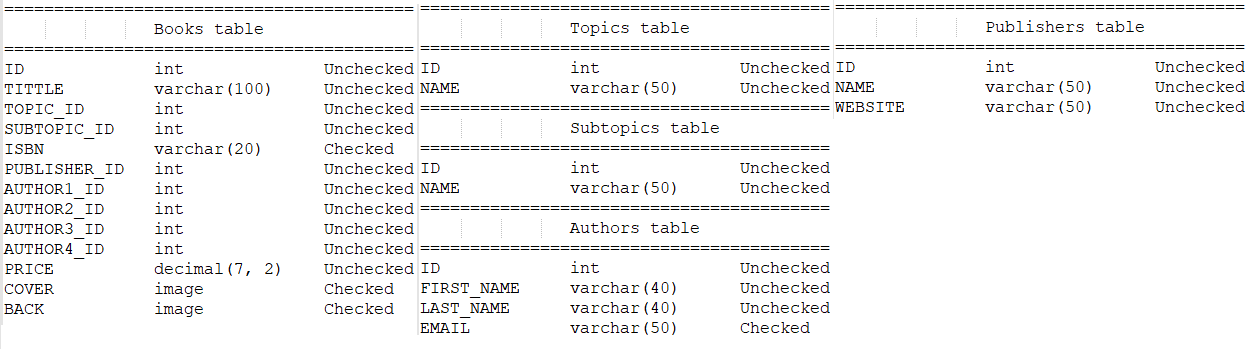 ==========================================
Books table
==========================================
ID int Unchecked
TITTLE varchar(100) Unchecked
TOPIC_ID int Unchecked
SUBTOPIC_ID int Unchecked
ISBN varchar(20) Checked
PUBLISHER_ID int Unchecked
AUTHOR1_ID int Unchecked
AUTHOR2_ID int Unchecked
AUTHOR3_ID int Unchecked
AUTHOR4_ID int Unchecked
PRICE decimal(7, 2) Unchecked
COVER image Checked
BACK image Checked
==========================================
Topics table
==========================================
ID int Unchecked
NAME varchar(50) Unchecked
==========================================
Subtopics table
==========================================
ID int Unchecked
NAME varchar(50) Unchecked
==========================================
Authors table
==========================================
ID int Unchecked
FIRST_NAME varchar(40) Unchecked
LAST_NAME varchar(40) Unchecked
EMAIL varchar(50) Checked
==========================================
Publishers table
==========================================
ID int Unchecked
NAME varchar(50) Unchecked
WEBSITE varchar(50) Unchecked